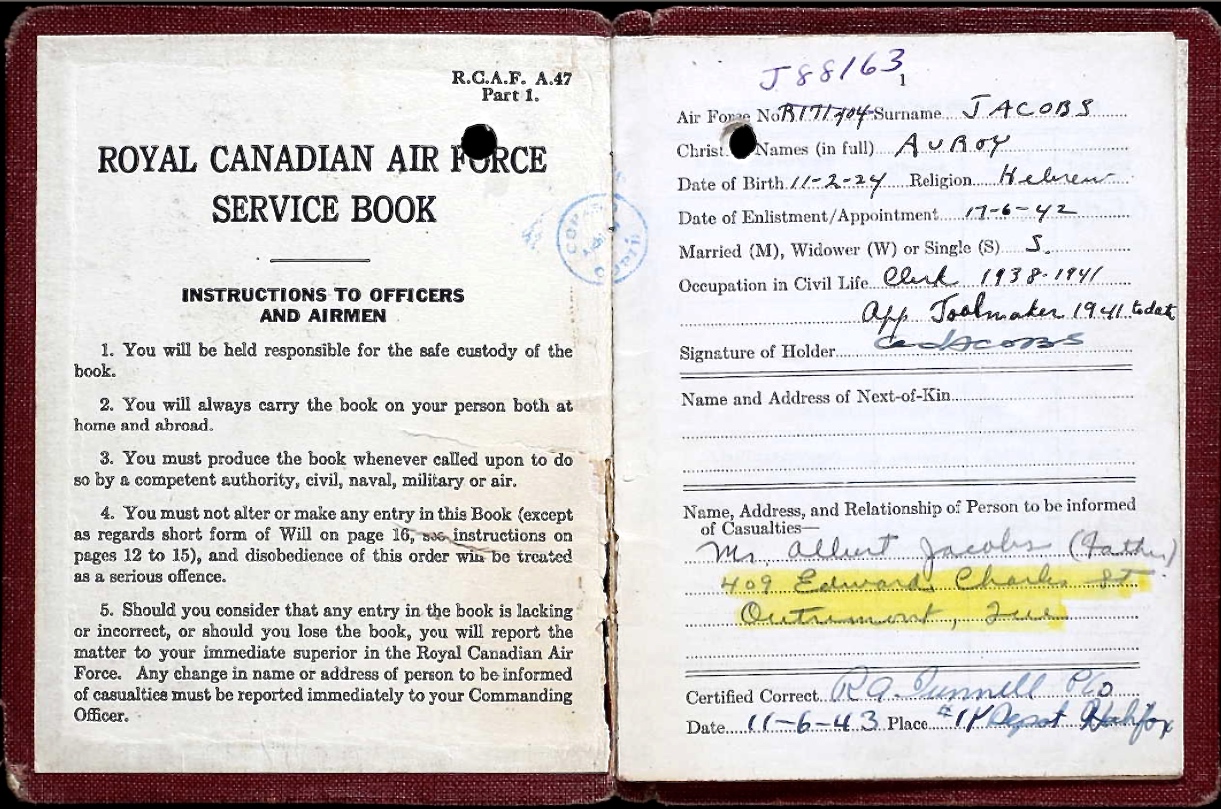 R.C.A.F. A.47
Part 1.
ROYAL CANADIAN AIR FORCE
SERVICE BOOK
INSTRUCTIONS TO OFFICERS
AND AIRMEN
1. You will be held responsible for the safe custody of the
book.
2. You will always carry the book on your person both at
home and abroad.
3. You must produce the book whenever called upon to do
so by a competent authority, civil, naval, military or air.
4. You must not alter or make any entry in this Book (except
as regards short form of Will on page 16, see instructions on
pages 12 to 15), and disobedience of this order will be treated
as a serious offence.
5. Should you consider that any entry in the book is lacking
or incorrect, or should you lose the book, you will report the
matter to your immediate superior in the Royal Canadian Air
Force. Any change in name or address of person to be informed
of casualties must be reported immediately to your Commanding
Officer.
J88163
1
Air Force No. Surname JACOBS
Christ. Names (in full) AUBOY
Date of Birth 11-2-24 Religion Hebrew
Date of Enlistment/Appointment 17-6-42
Married (M), Widower (W) or Single (S) S.
Occupation in Civil Life Clerk 1938-1941
App Toolmaker 1941 to date
Signature of Holder
Name and Address of Next-of-Kin
Name, Address, and Relationship of Person to be informed
of Casualties—
Mr. Albert Jacobs (Father)
409 Edward Charles St.
Outremont, Que
Certified Correct
Date 11-6-43 Place "1Y" Depot Halifax